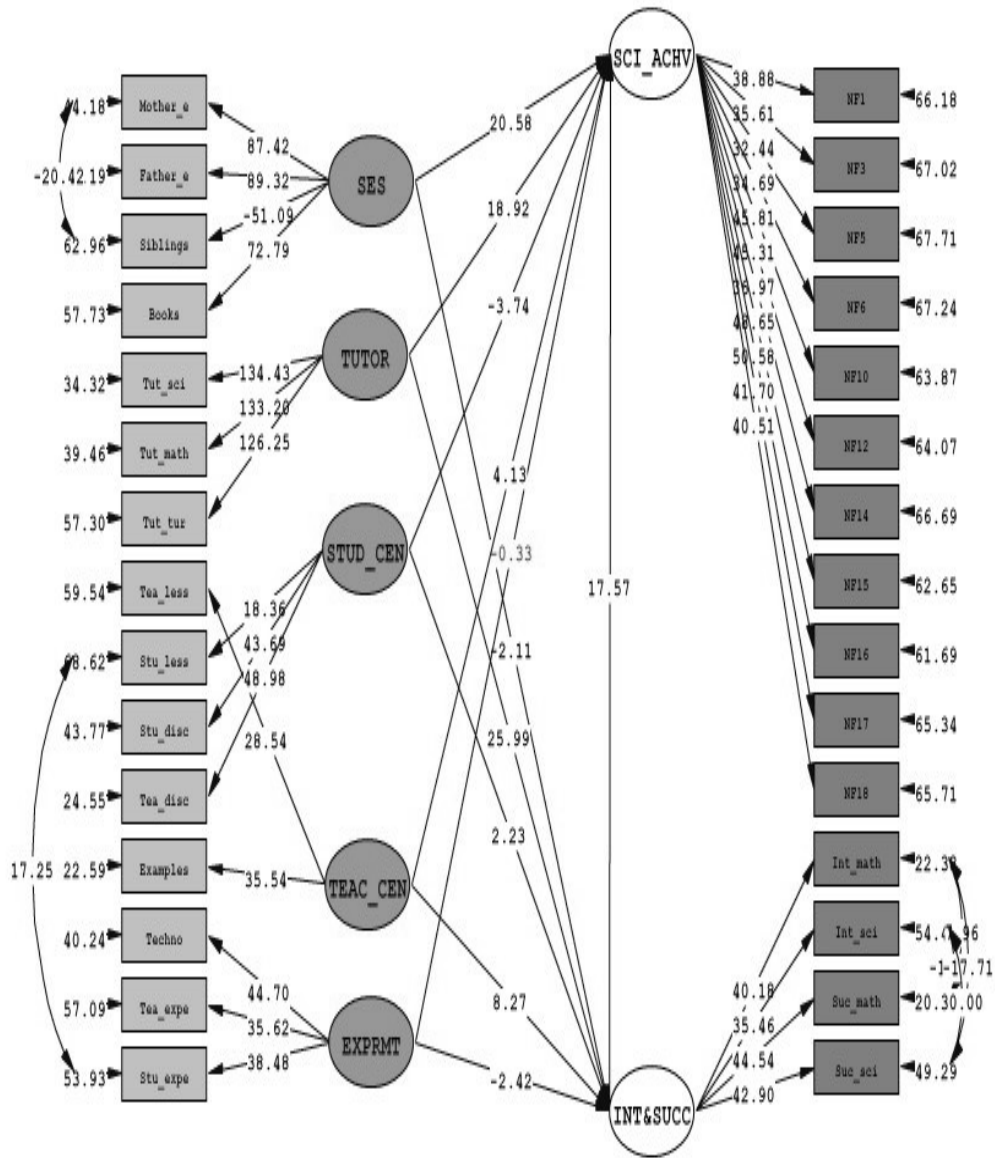 SCI_ACHV
38.88
NF1
66.18
Mother_e
20.58
35.61
87.42
32.44
NF3
67.02
Father_e
89.32
SES
34.69
-51.09
18.92
45.81
NF5
67.71
62.96
Siblings
72.79
NF6
67.24
57.73
Books
-3.74
48.65
TUTOR
50.58
34.32
Tut_sci
134.43
NF10
63.87
133.20
41.70
126.25
40.51
39.46
Tut_math
NF12
64.07
4.13
57.30
Tut_tur
NF14
66.69
STUD_CEN
-0.33
59.54
Tea_less
18.36
17.57
NF15
62.65
43.69
Stu_less
-2.11
NF16
61.69
48.98
43.77
Stu_disc
28.54
25.99
NF17
65.34
24.55
Tea_disc
2.23
NF18
65.71
17.25
22.59
Examples
35.54
TEAC_CEN
Int_math
40.24
Techno
Int_sci
-17.71
44.70
8.27
40.18
57.09
Tea_expe
35.62
35.46
Suc_math
EXPRMT
38.48
44.54
53.93
Stu_expe
-2.42
42.90
Suc_sci
49.29
INT&SUCC